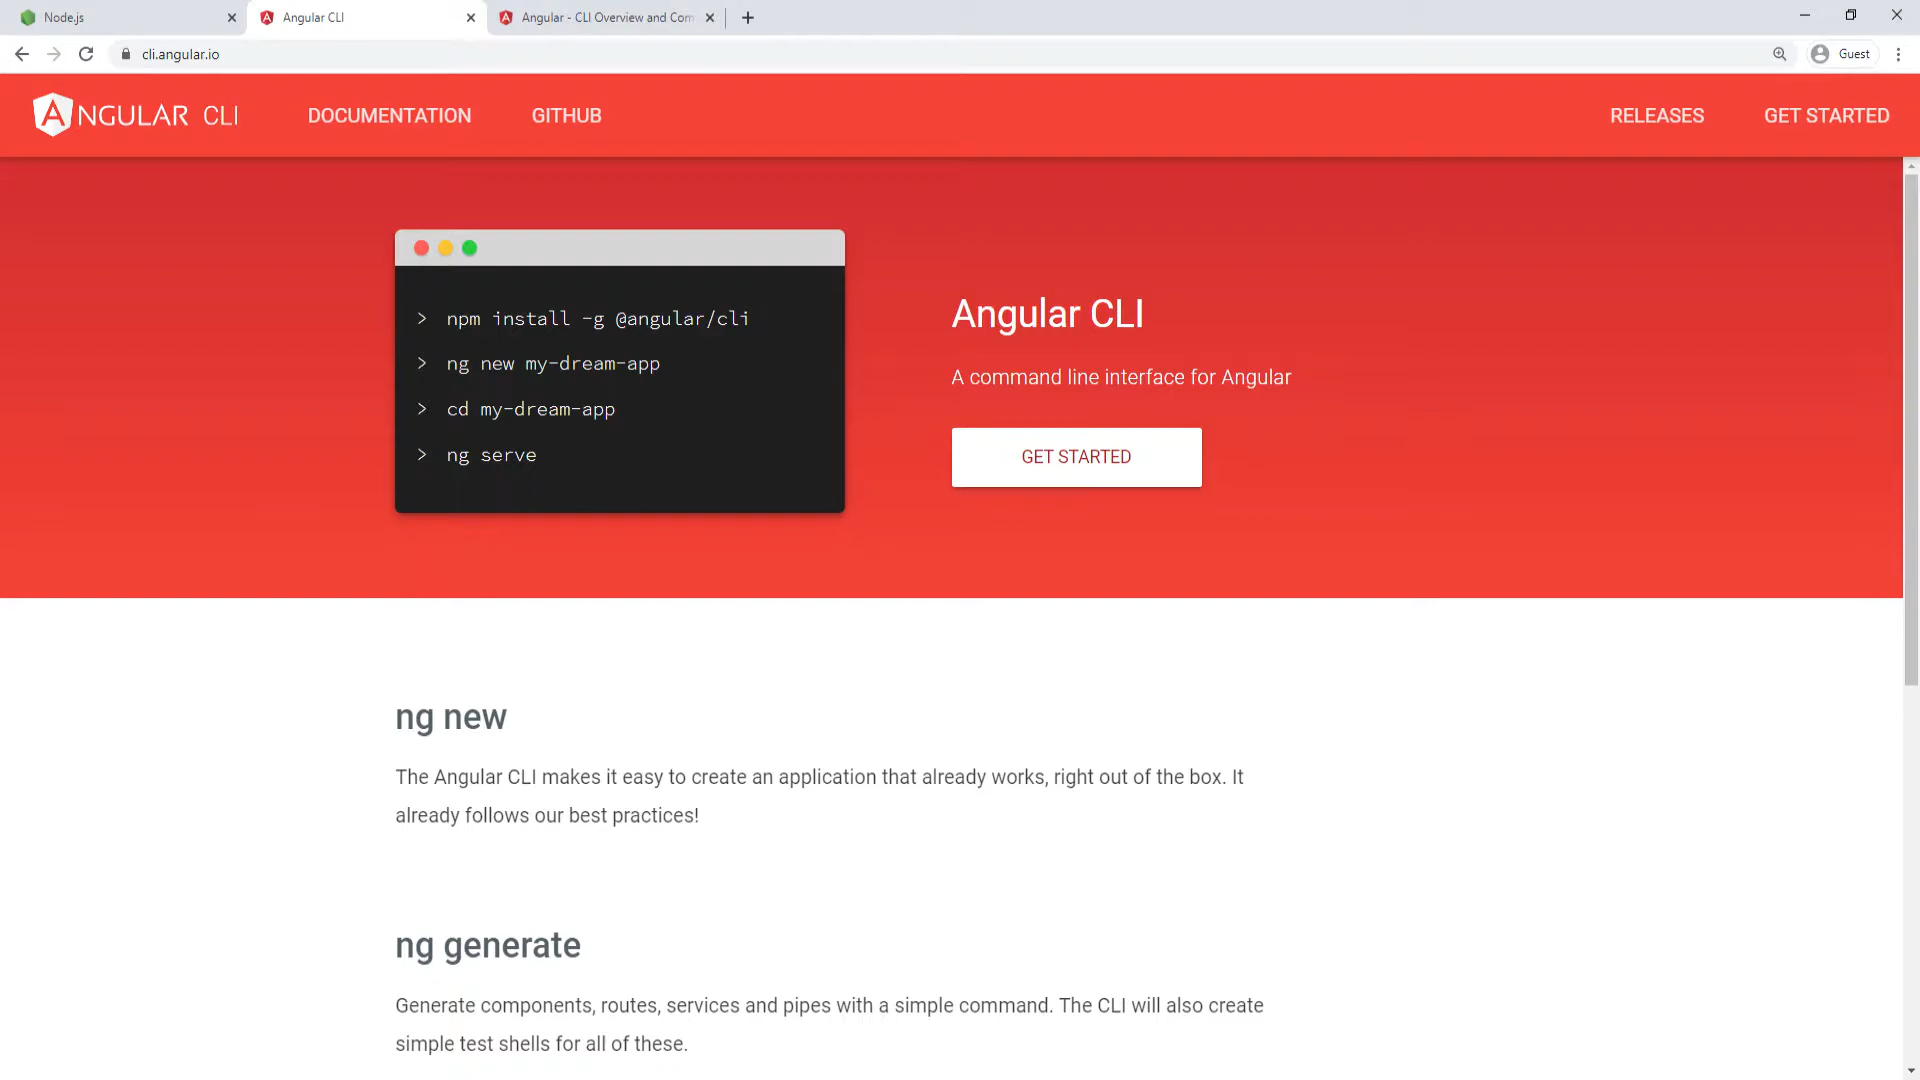 Node.js
Angular CLI
Angular - CLI Overview and Com
cli.angular.io
Guest
ANGULAR CLI
DOCUMENTATION
GITHUB
RELEASES
GET STARTED
> npm install -g @angular/cli
> ng new my-dream-app
> cd my-dream-app
> ng serve
Angular CLI
A command line interface for Angular
GET STARTED
ng new
The Angular CLI makes it easy to create an application that already works, right out of the box. It
already follows our best practices!
ng generate
Generate components, routes, services and pipes with a simple command. The CLI will also create
simple test shells for all of these.